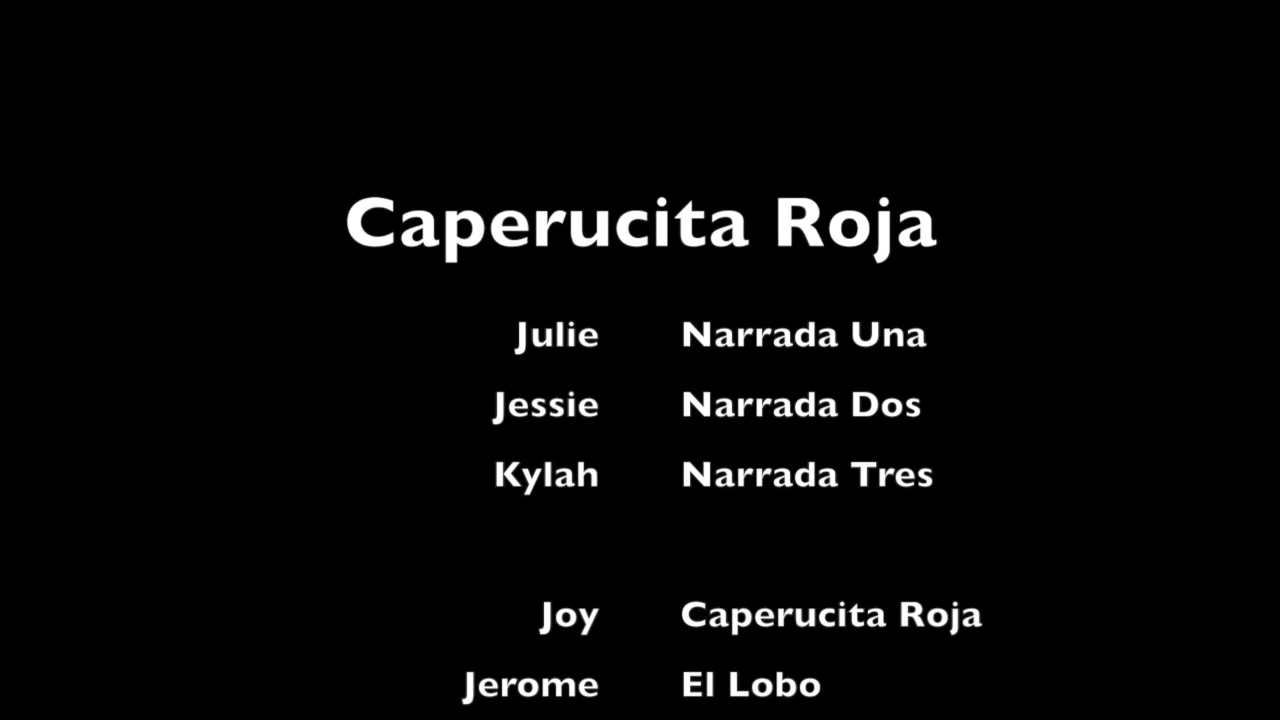 Caperucita Roja
Julie Narrada Una
Jessie Narrada Dos
Kylah Narrada Tres
Joy Caperucita Roja
Jerome El Lobo